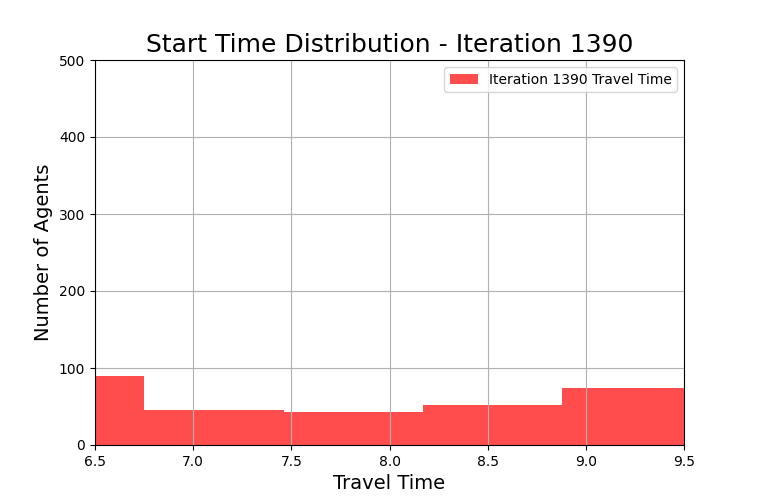 Start Time Distribution - Iteration 1390
Iteration 1390 Travel Time
Number of Agents
500
400
300
200
100
0
6.5 7.0 7.5 8.0 8.5 9.0 9.5
Travel Time